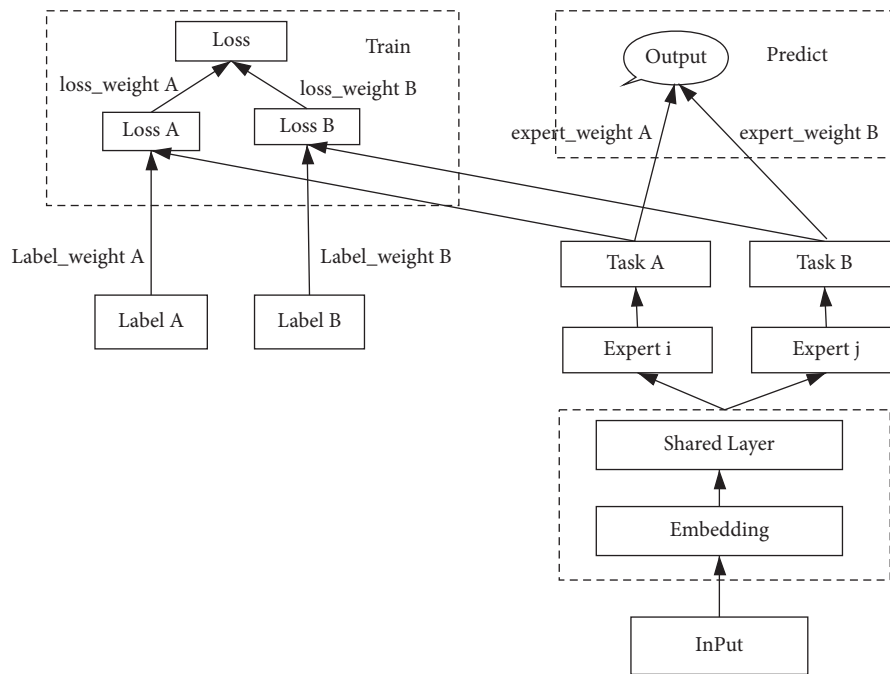 Loss
Train
loss_weight A
loss_weight B
Loss A
Loss B
Output
Predict
expert_weight A
expert_weight B
Label_weight A
Label_weight B
Task A
Task B
Label A
Label B
Expert i
Expert j
Shared Layer
Embedding
InPut